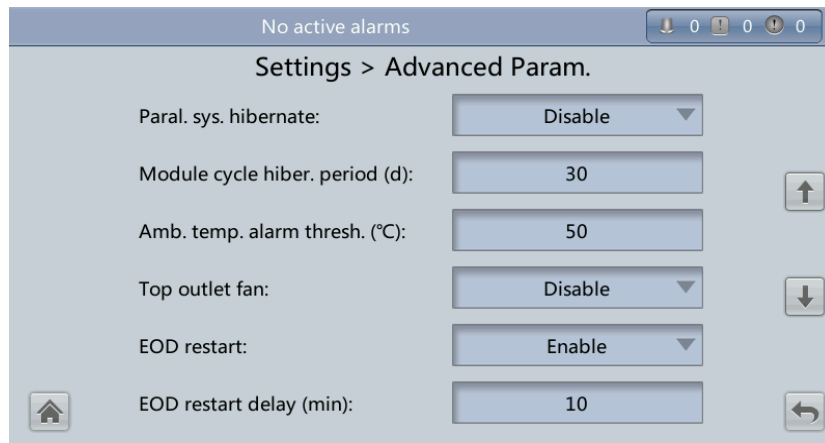 No active alarms 0 0 0
Settings > Advanced Param.
Paral. sys. hibernate: Disable
Module cycle hiber. period (d): 30
Amb. temp. alarm thresh. (℃): 50
Top outlet fan: Disable
EOD restart: Enable
EOD restart delay (min): 10